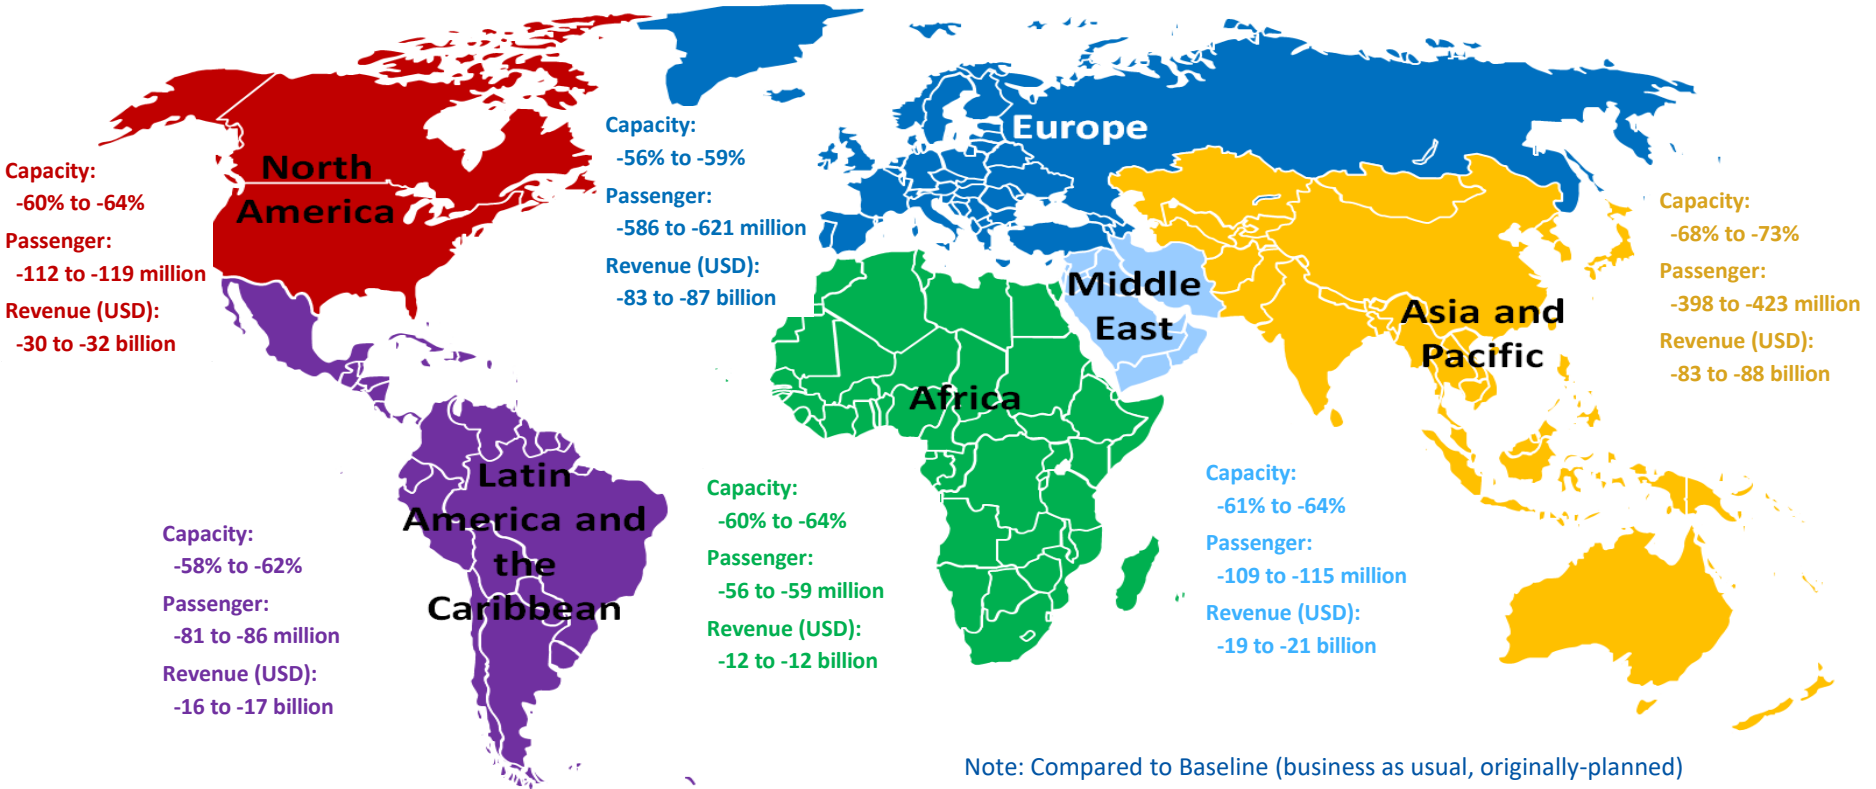 North
America
Capacity:
-60% to -64%
Passenger:
-112 to -119 million
Revenue (USD):
-30 to -32 billion
Capacity:
-56% to -59%
Passenger:
-586 to -621 million
Revenue (USD):
-83 to -87 billion
Europe
Middle
East
Asia and
Pacific
Capacity:
-68% to -73%
Passenger:
-398 to -423 million
Revenue (USD):
-83 to -88 billion
Africa
Latin
America and
the
Caribbean
Capacity:
-58% to -62%
Passenger:
-81 to -86 million
Revenue (USD):
-16 to -17 billion
Capacity:
-60% to -64%
Passenger:
-56 to -59 million
Revenue (USD):
-12 to -12 billion
Capacity:
-61% to -64%
Passenger:
-109 to -115 million
Revenue (USD):
-19 to -21 billion
Note: Compared to Baseline (business as usual, originally-planned)